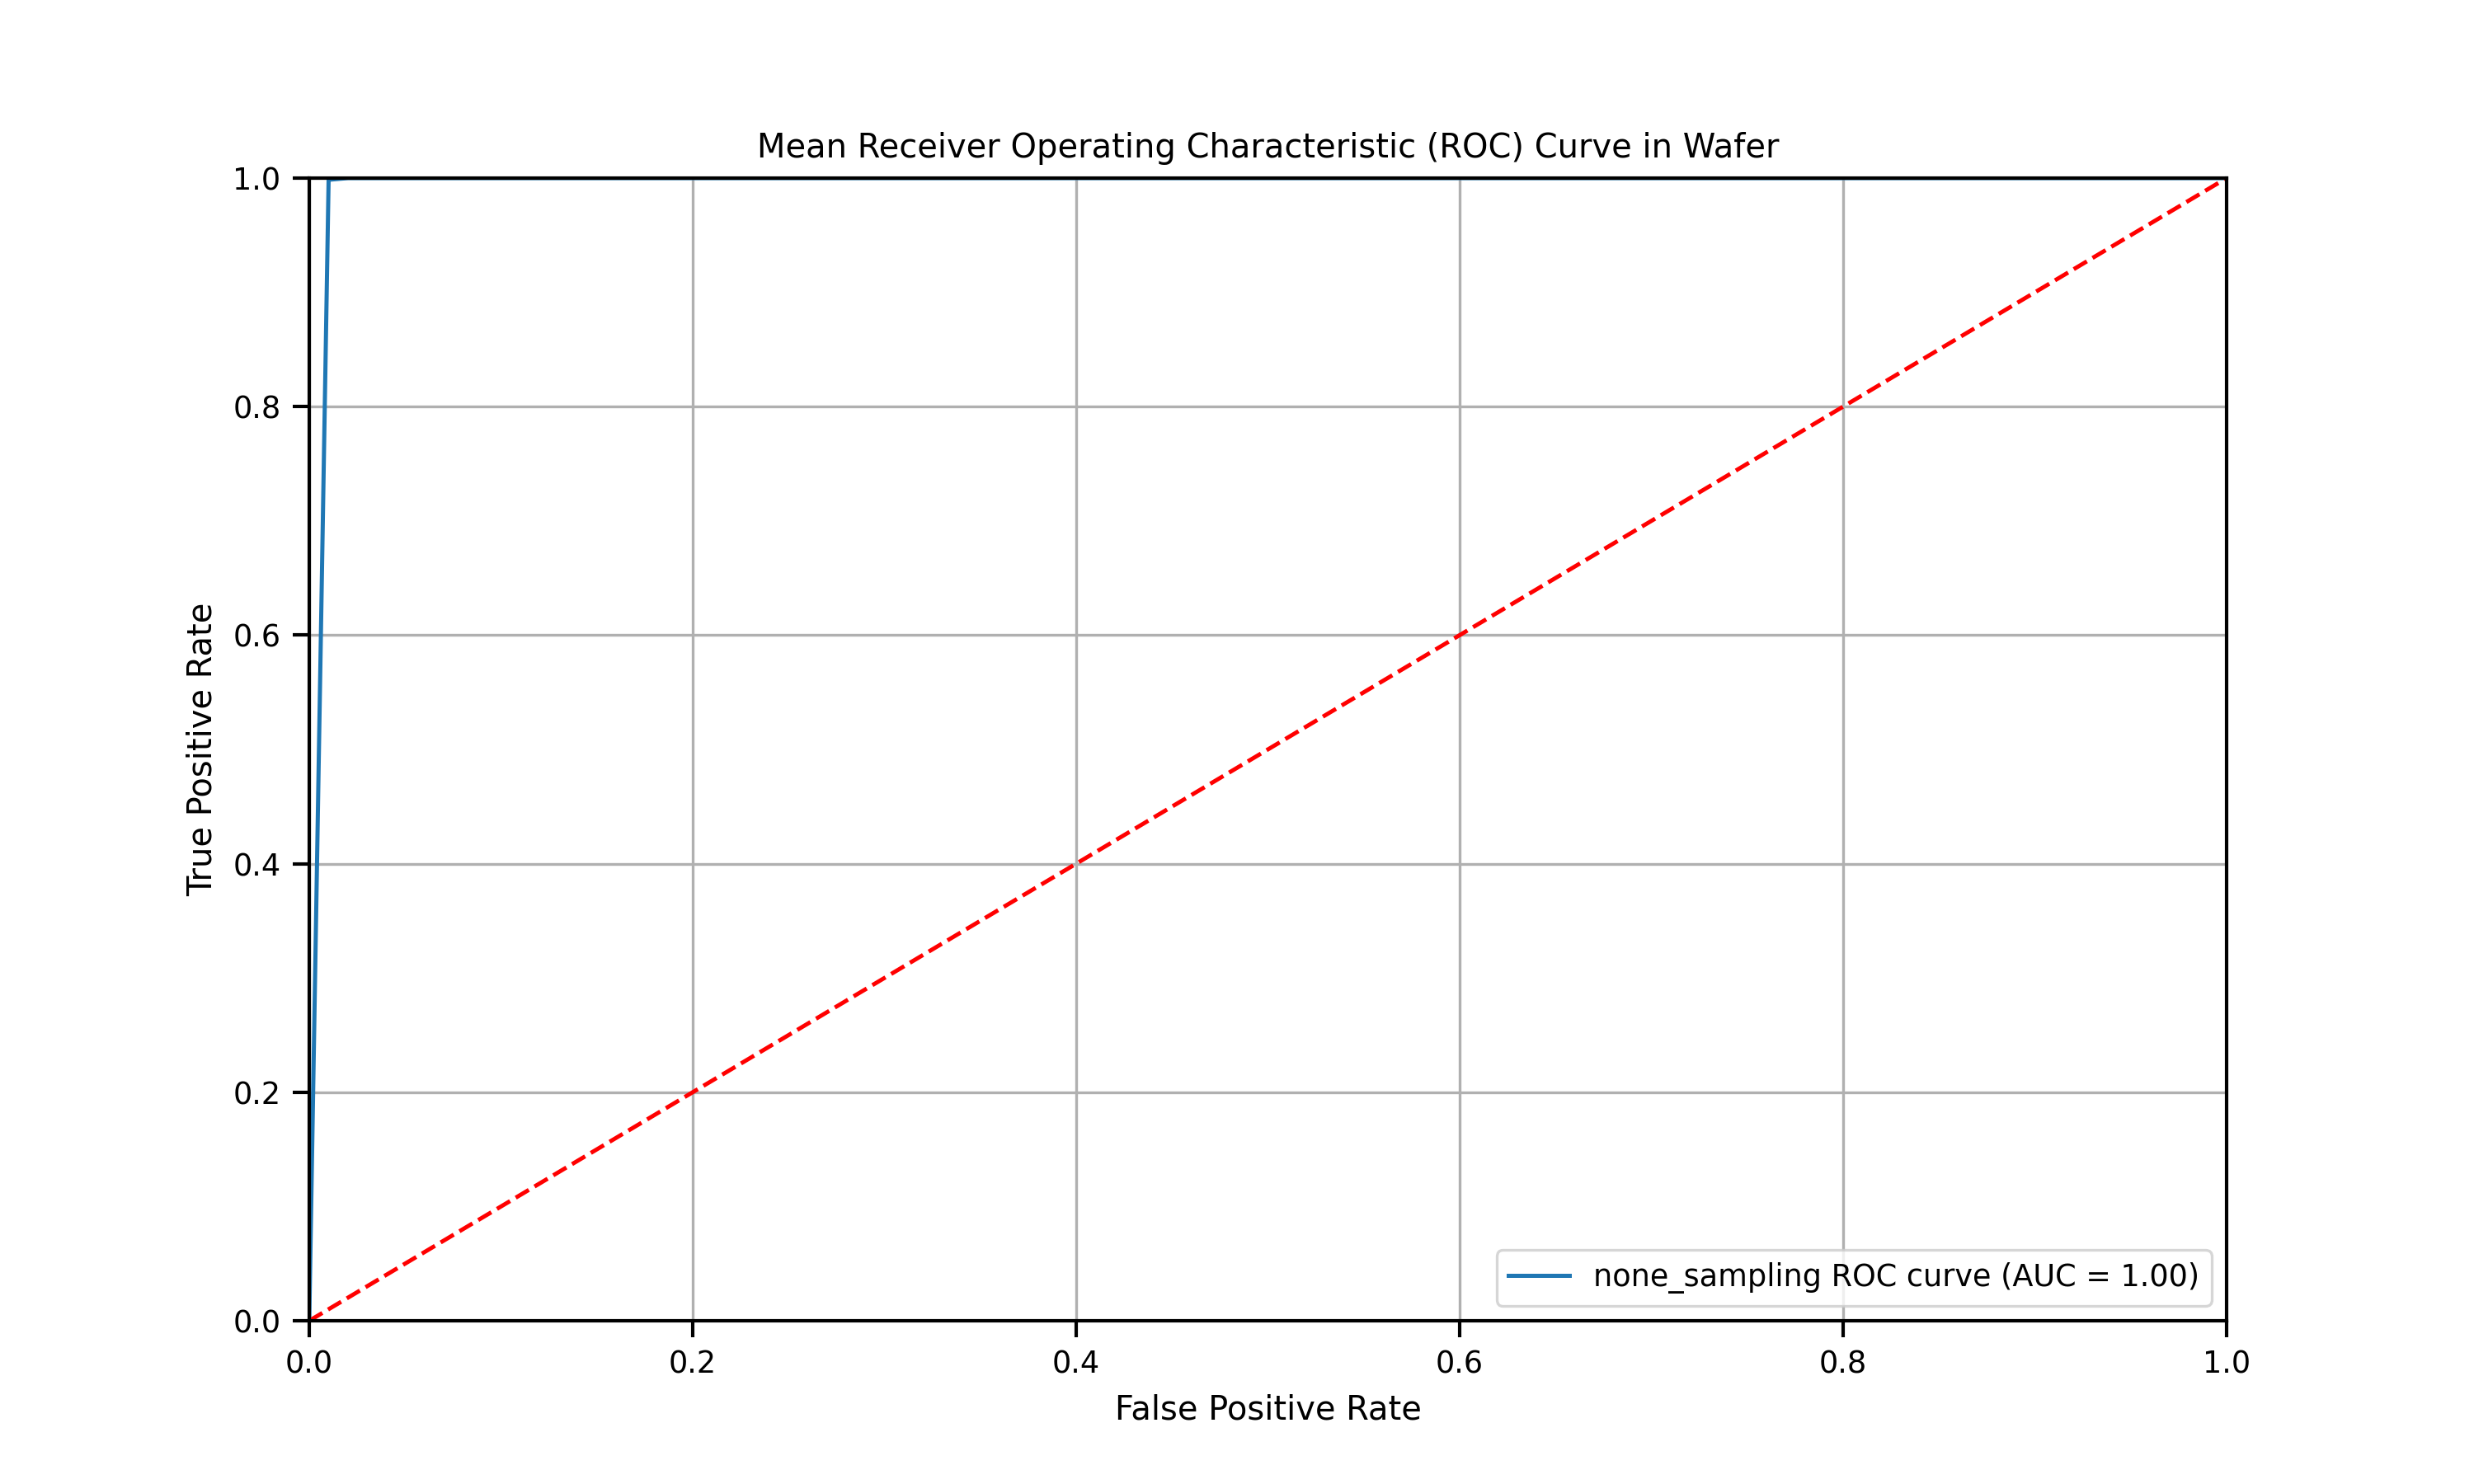 Mean Receiver Operating Characteristic (ROC) Curve in Wafer
1.0
0.8
0.6
0.4
0.2
0.0
True Positive Rate
none_sampling ROC curve (AUC = 1.00)
0.0 0.2 0.4 0.6 0.8 1.0
False Positive Rate